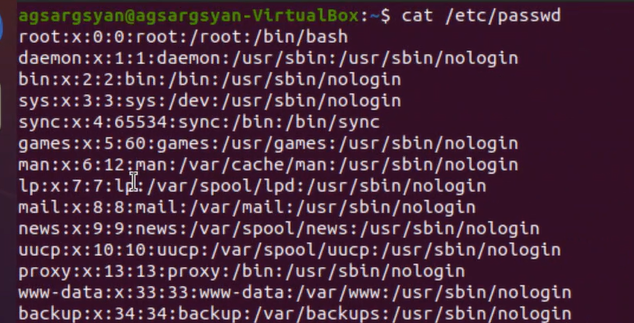 agsargsyan@agsargsyan-VirtualBox:~$ cat /etc/passwd
root:x:0:0:root:/root:/bin/bash
daemon:x:1:1:daemon:/usr/sbin:/usr/sbin/nologin
bin:x:2:2:bin:/bin:/usr/sbin/nologin
sys:x:3:3:sys:/dev:/usr/sbin/nologin
sync:x:4:65534:sync:/bin:/bin/sync
games:x:5:60:games:/usr/games:/usr/sbin/nologin
man:x:6:12:man:/var/cache/man:/usr/sbin/nologin
lp:x:7:7:lp:/var/spool/lpd:/usr/sbin/nologin
mail:x:8:8:mail:/var/mail:/usr/sbin/nologin
news:x:9:9:news:/var/spool/news:/usr/sbin/nologin
uucp:x:10:10:uucp:/var/spool/uucp:/usr/sbin/nologin
proxy:x:13:13:proxy:/bin:/usr/sbin/nologin
www-data:x:33:33:www-data:/var/www:/usr/sbin/nologin
backup:x:34:34:backup:/var/backups:/usr/sbin/nologin